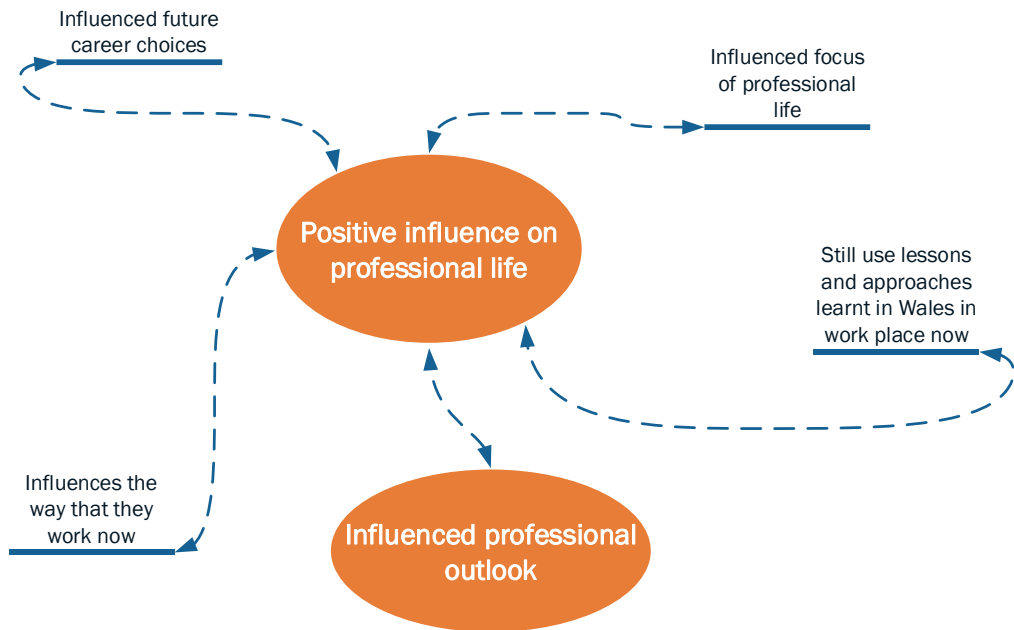 Influenced future
career choices
Influenced focus
of professional
life
Positive influence on
professional life
Still use lessons
and approaches
learnt in Wales in
work place now
Influences the
way that they
work now
Influenced professional
outlook